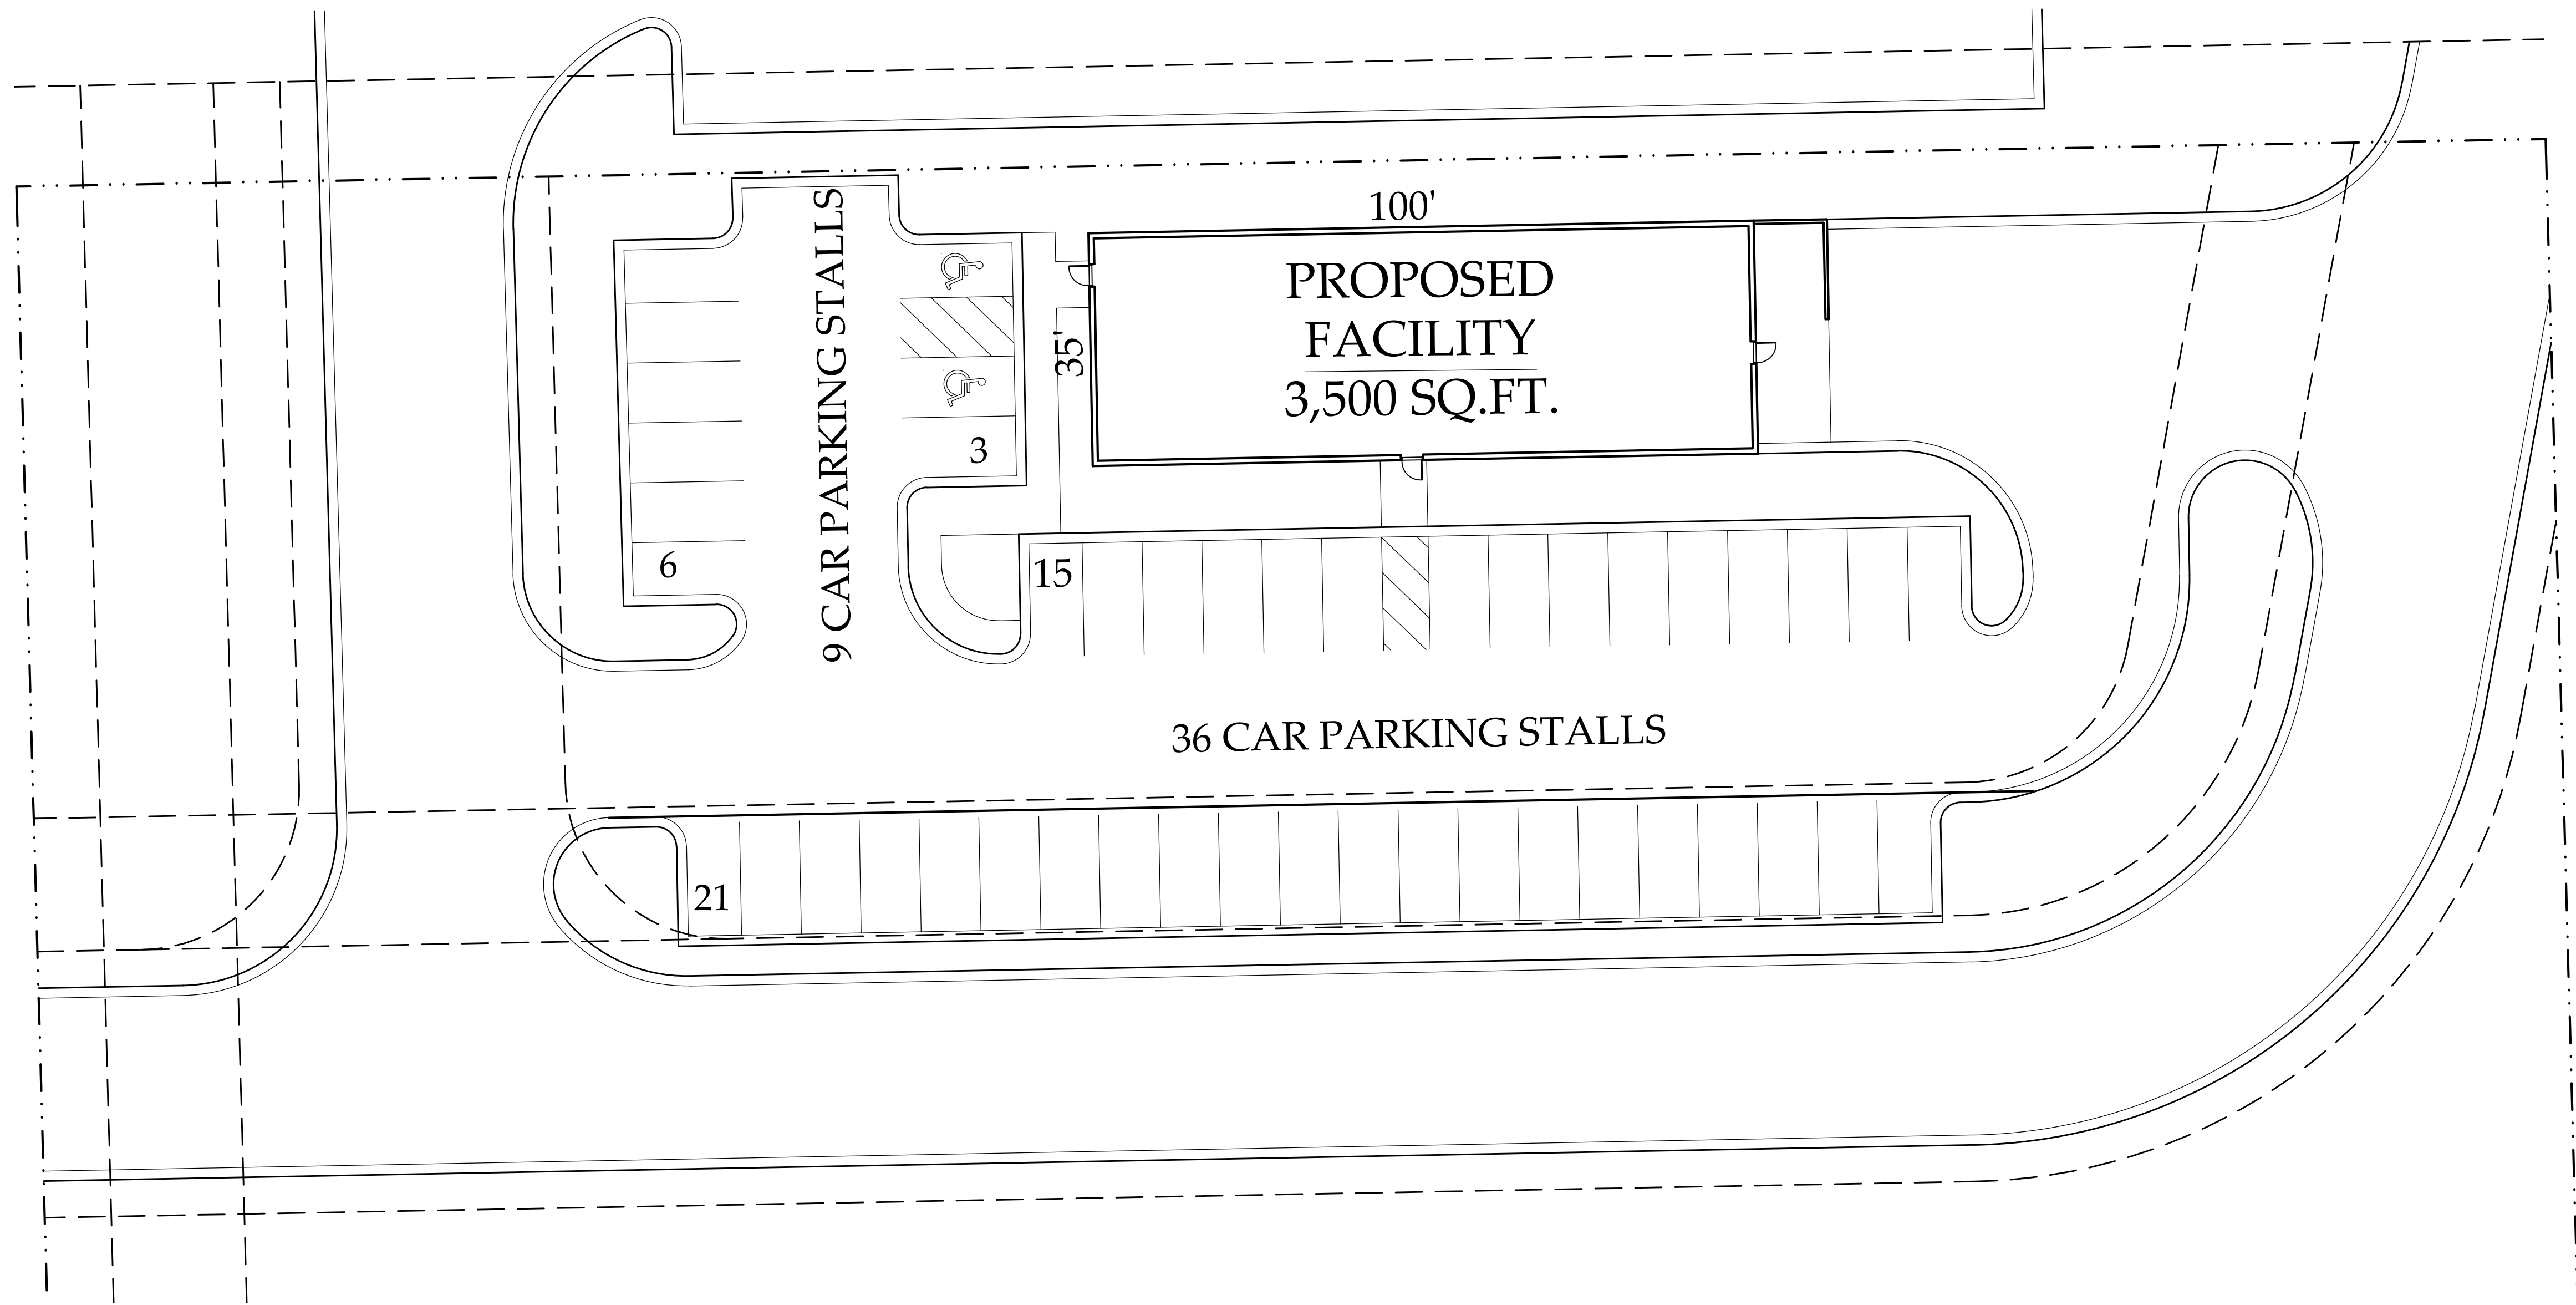 100'
PROPOSED
FACILITY
3,500 SQ.FT.
35'
9 CAR PARKING STALLS
3
6
15
36 CAR PARKING STALLS
21